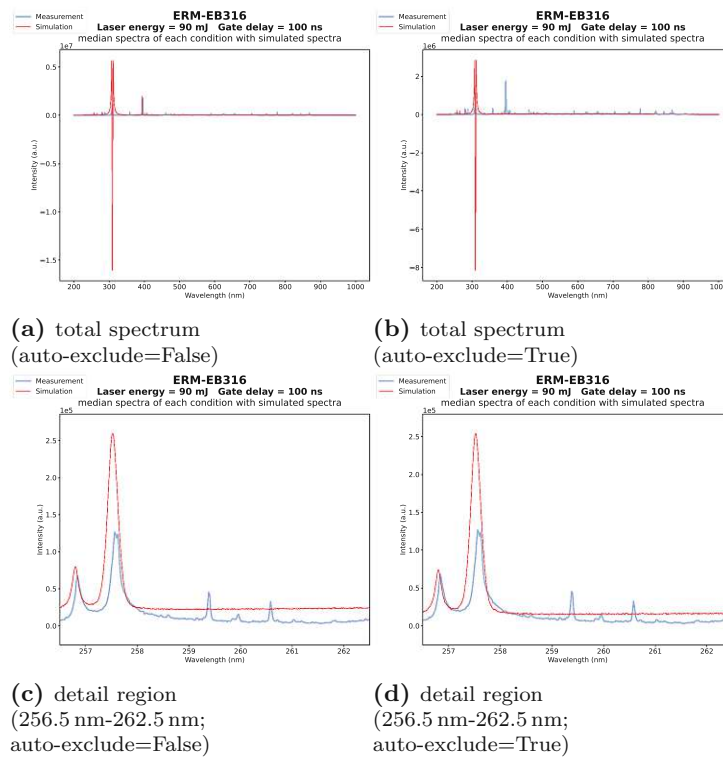 Measurement
Simulation
ERM-EB316
Laser energy = 90 mJ Gate delay = 100 ns
median spectra of each condition with simulated spectra
1e7
0.5
0.0
−0.5
−1.0
−1.5
Intensity (a.u.)
200 300 400 500 600 700 800 900 1000
Wavelength (nm)
(a) total spectrum
(auto-exclude=False)
Measurement
Simulation
ERM-EB316
Laser energy = 90 mJ Gate delay = 100 ns
median spectra of each condition with simulated spectra
1e6
2
0
−2
−4
−6
−8
Intensity (a.u.)
200 300 400 500 600 700 800 900 1000
Wavelength (nm)
(b) total spectrum
(auto-exclude=True)
Measurement
Simulation
ERM-EB316
Laser energy = 90 mJ Gate delay = 100 ns
median spectra of each condition with simulated spectra
1e5
2.5
2.0
1.5
1.0
0.5
0.0
Intensity (a.u.)
257 258 259 260 261 262
Wavelength (nm)
(c) detail region
(256.5 nm-262.5 nm;
auto-exclude=False)
Measurement
Simulation
ERM-EB316
Laser energy = 90 mJ Gate delay = 100 ns
median spectra of each condition with simulated spectra
1e5
2.5
2.0
1.5
1.0
0.5
0.0
Intensity (a.u.)
257 258 259 260 261 262
Wavelength (nm)
(d) detail region
(256.5 nm-262.5 nm;
auto-exclude=True)